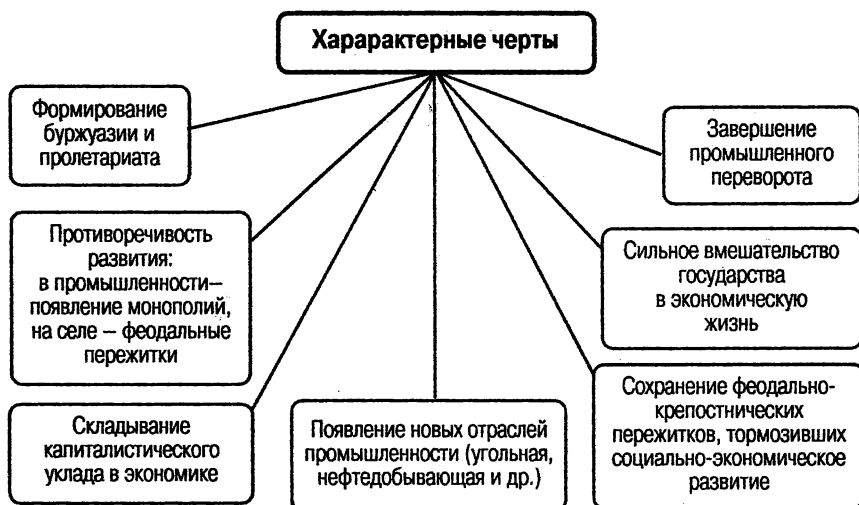 Харарактерные черты
Формирование
буржуазии и
пролетариата
Завершение
промышленного
переворота
Противоречивость
развития:
в промышленности–
появление монополий,
на селе – феодальные
пережитки
Сильное вмешательство
государства
в экономическую
жизнь
Складывание
капиталистического
уклада в экономике
Появление новых отраслей
промышленности (угольная,
нефтедобывающая и др.)
Сохранение феодально-
крепостнических
пережитков, тормозивших
социально-экономическое
развитие